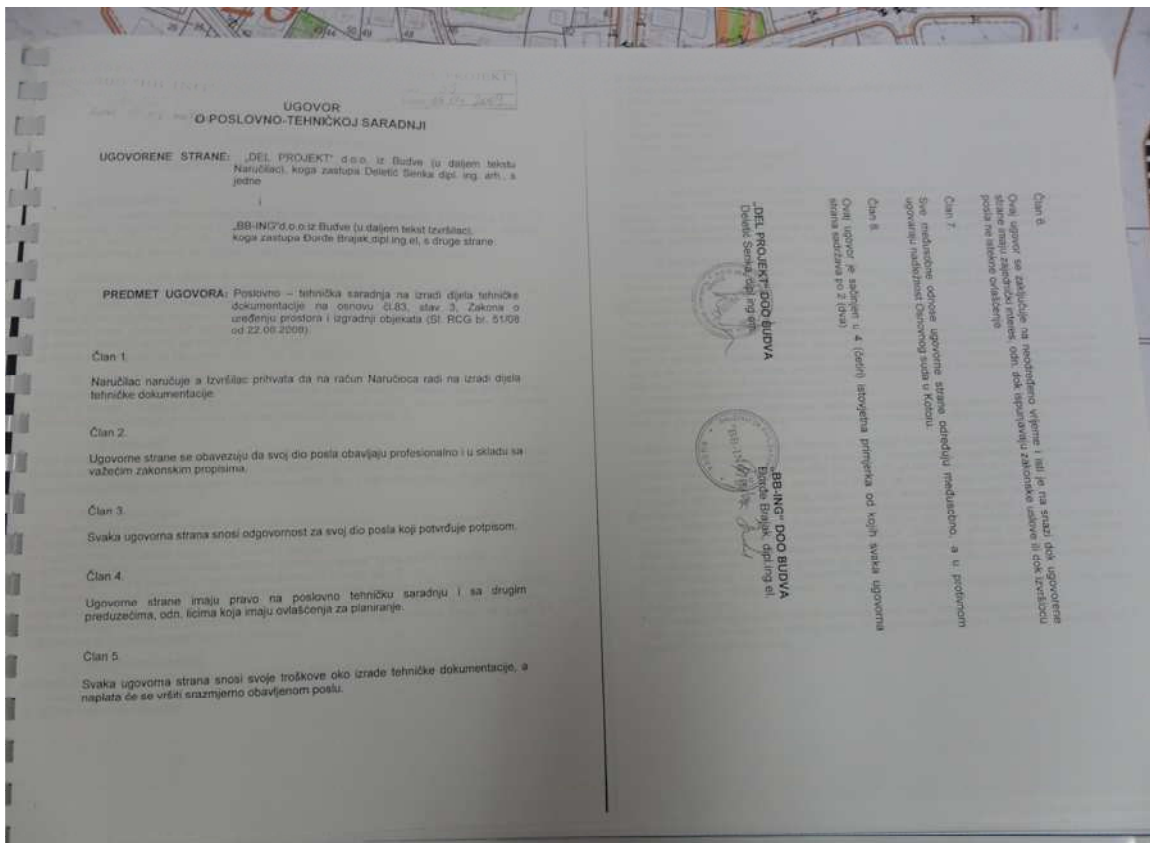 UGOVOR
O POSLOVNO-TEHNIČKOJ SARADNJI
UGOVORENE STRANE: „DEL PROJEKT" d.o.o. iz Budve (u daljem tekstu
Naručilac), koga zastupa Deletić Senka dipl. ing. arh., s
jedne
i
„BB-ING"d.o.o iz Budve (u daljem tekst Izvršilac),
koga zastupa Đorđe Brajak,dipl.ing.el, s druge strane
PREDMET UGOVORA: Poslovno – tehnička saradnja na izradi dijela tehničke
dokumentacije na osnovu čl.83, stav 3, Zakona o
uređenju prostora i izgradnji objekata (Sl. RCG br. 51/08
od 22.08.2008).
Član 1.
Naručilac naručuje a Izvršilac prihvata da na račun Naručioca radi na izradi dijela
tehničke dokumentacije.
Član 2.
Ugovorne strane se obavezuju da svoj dio posla obavljaju profesionalno i u skladu sa
važećim zakonskim propisima.
Član 3.
Svaka ugovorna strana snosi odgovornost za svoj dio posla koji potvrđuje potpisom.
Član 4.
Ugovorne strane imaju pravo na poslovno tehničku saradnju i sa drugim
preduzećima, odn. licima koja imaju ovlašćenja za planiranje.
Član 5.
Svaka ugovorna strana snosi svoje troškove oko izrade tehničke dokumentacije, a
naplata će se vršiti srazmjerno obavljenom poslu.
Član 6.
Ovaj ugovor se zaključuje na neodređeno vrijeme i isti je na snazi dok ugovorene
strane imaju zajednički interes, odn. dok ispunjavaju zakonske uslove ili dok izvršiocu
posla ne istekne ovlašćenje.
Član 7.
Sve međusobne odnose ugovorne strane određuju međusobno, a u protivnom
ugovaraju nadležnost Osnovnog suda u Kotoru.
Član 8.
Ovaj ugovor je sačinjen u 4 (četiri) istovjetna primjerka od kojih svaka ugovorna
strana sadržava po 2 (dva)
„DEL PROJEKT" DOO BUDVA
Deletić Senka, dipl.ing.arh.
„BB-ING" DOO BUDVA
Đorđe Brajak, dipl.ing.el.